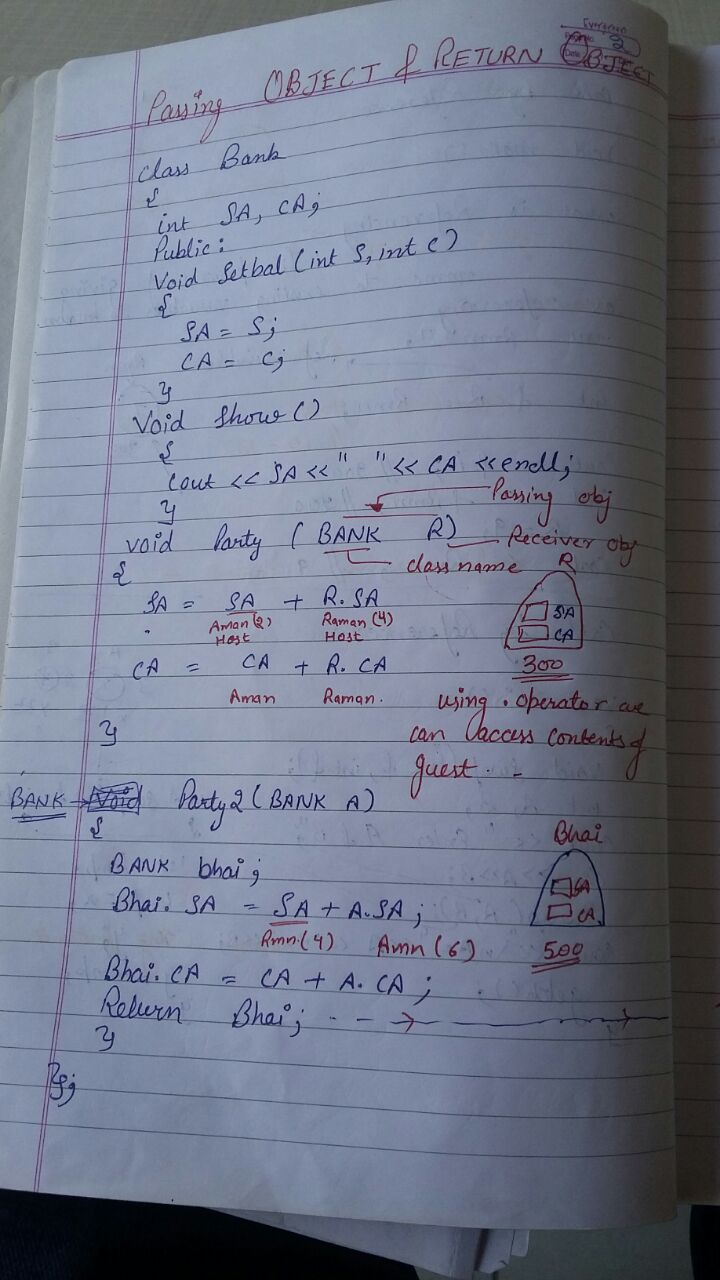 Evergreen
Page No. 2
Date
Passing OBJECT & RETURN OBJECT
class Bank
{
int SA, CA;
Public:
Void Setbal (int S, int C)
{
SA = S;
CA = C;
}
Void Show()
{
Cout << SA << " " << CA << endl;
}
Passing obj
void Party ( BANK R)
Receiver obj
{
class name
R
SA = SA + R.SA
Aman(2) Raman(4)
Host Host
SA
CA
300
CA = CA + R.CA
Aman Raman.
using . operator we
can access contents of
guest.
}
BANK → Void Party2 (BANK A)
{
Bhai
BANK bhai;
Bhai.SA = SA + A.SA;
Rmn.(4) Amn(6)
SA
CA
500
Bhai.CA = CA + A.CA;
Return Bhai;
}
};